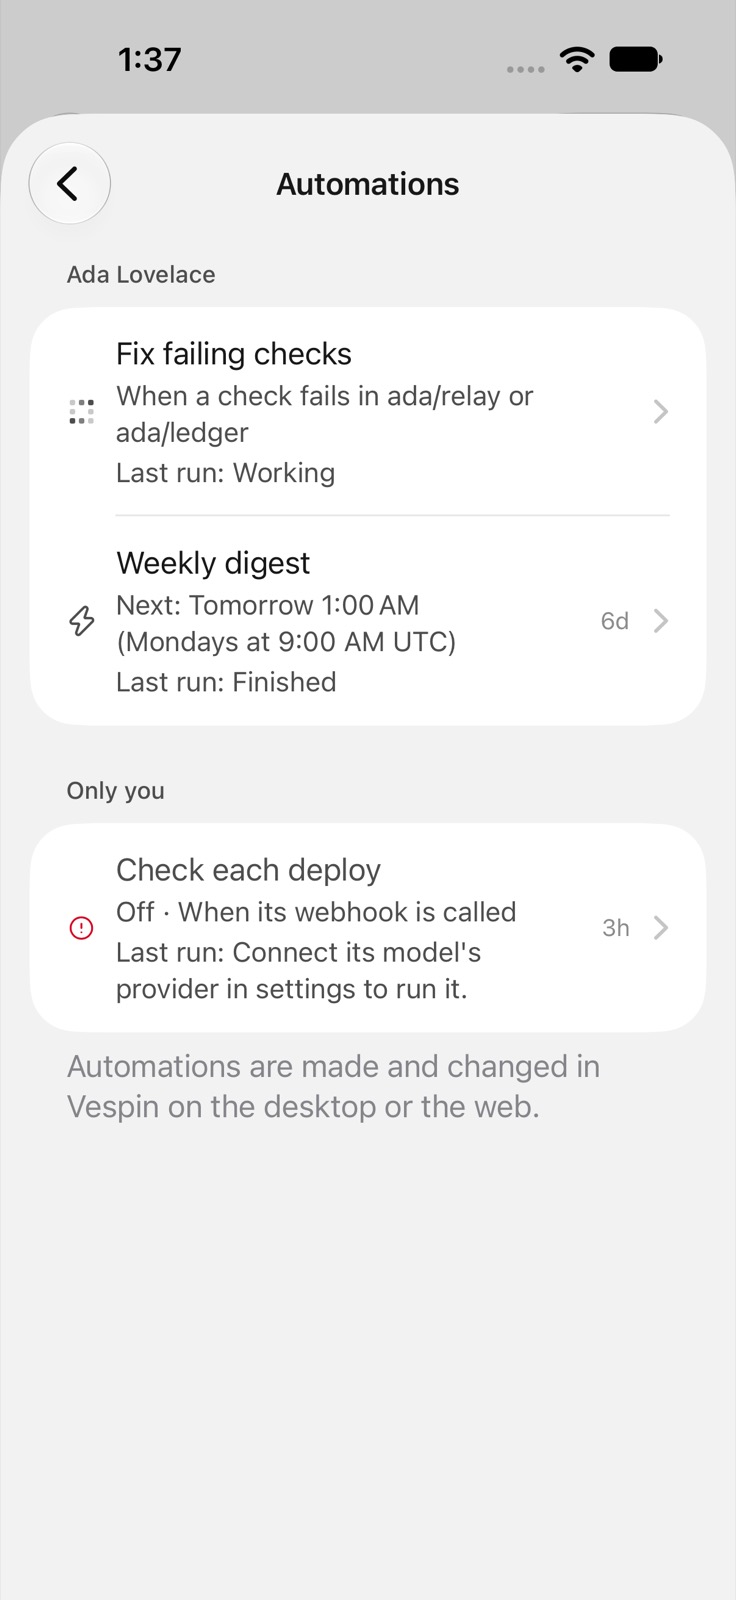 1:37
Automations
Ada Lovelace
Fix failing checks
When a check fails in ada/relay or
ada/ledger
Last run: Working
Weekly digest
Next: Tomorrow 1:00 AM
(Mondays at 9:00 AM UTC)
6d
Last run: Finished
Only you
Check each deploy
Off · When its webhook is called
3h
Last run: Connect its model's
provider in settings to run it.
Automations are made and changed in
Vespin on the desktop or the web.